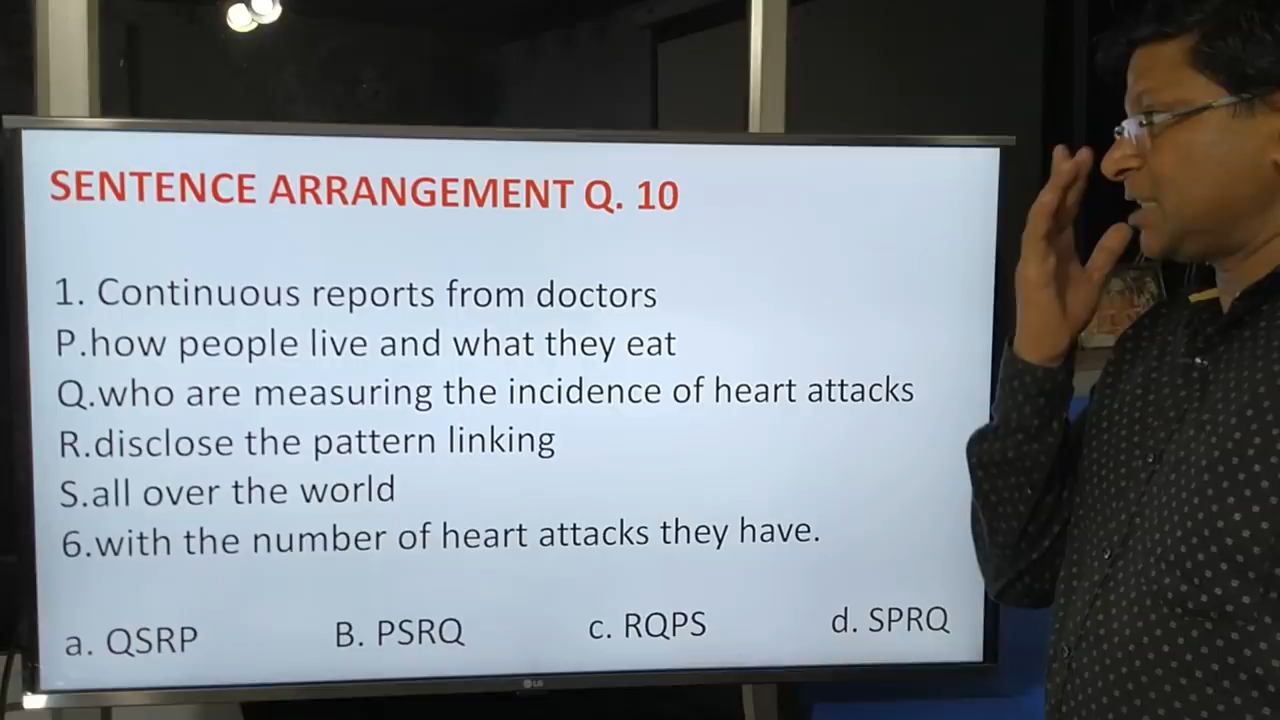 SENTENCE ARRANGEMENT Q. 10
1. Continuous reports from doctors
P.how people live and what they eat
Q.who are measuring the incidence of heart attacks
R.disclose the pattern linking
S.all over the world
6.with the number of heart attacks they have.
a. QSRP B. PSRQ c. RQPS d. SPRQ
LG